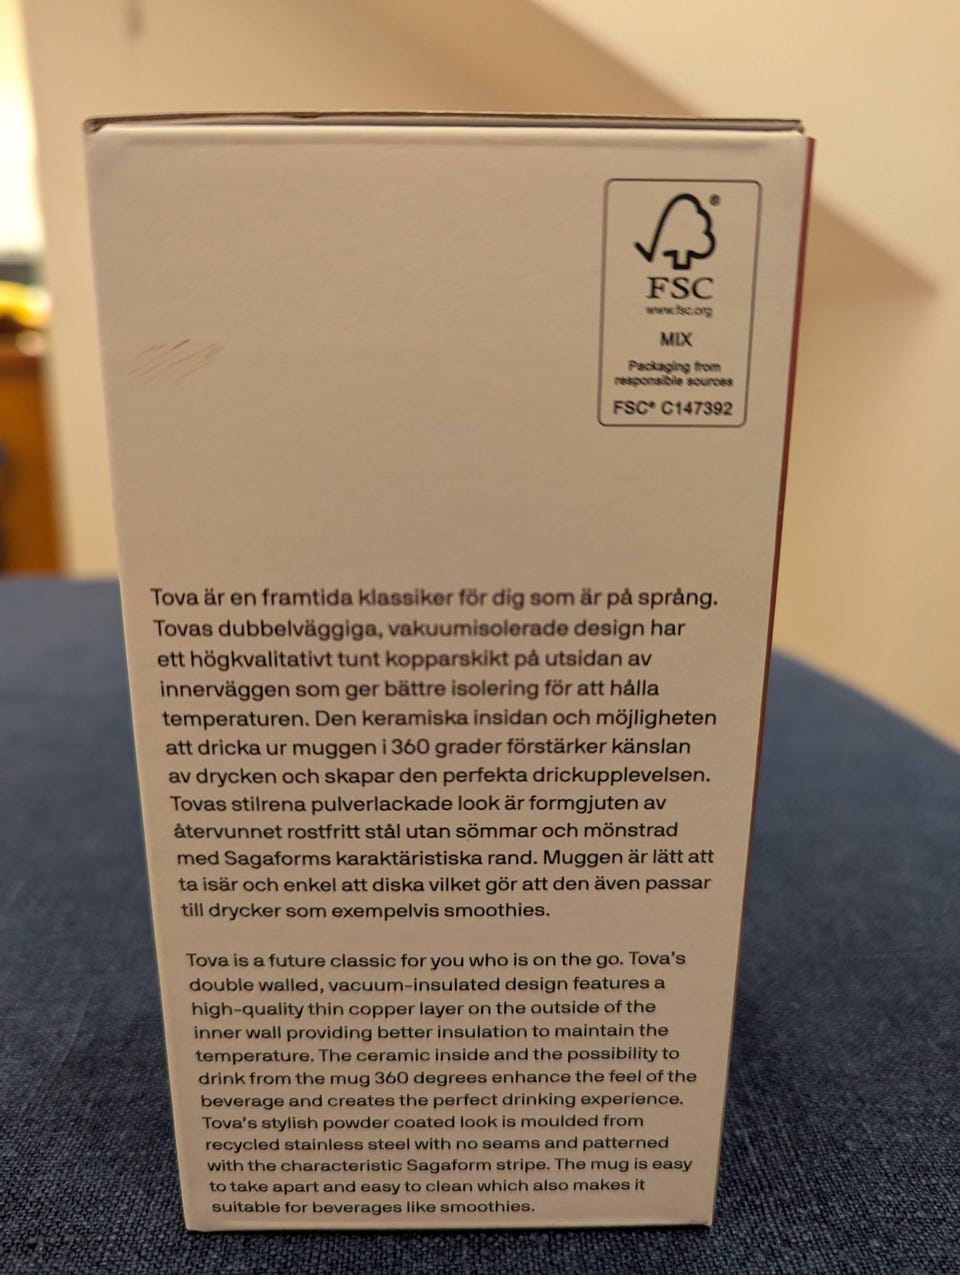 ®
FSC
www.fsc.org
MIX
Packaging from
responsible sources
FSC® C147392
Tova är en framtida klassiker för dig som är på språng.
Tovas dubbelväggiga, vakuumisolerade design har
ett högkvalitativt tunt kopparskikt på utsidan av
innerväggen som ger bättre isolering för att hålla
temperaturen. Den keramiska insidan och möjligheten
att dricka ur muggen i 360 grader förstärker känslan
av drycken och skapar den perfekta drickupplevelsen.
Tovas stilrena pulverlackade look är formgjuten av
återvunnet rostfritt stål utan sömmar och mönstrad
med Sagaforms karaktäristiska rand. Muggen är lätt att
ta isär och enkel att diska vilket gör att den även passar
till drycker som exempelvis smoothies.
Tova is a future classic for you who is on the go. Tova's
double walled, vacuum-insulated design features a
high-quality thin copper layer on the outside of the
inner wall providing better insulation to maintain the
temperature. The ceramic inside and the possibility to
drink from the mug 360 degrees enhance the feel of the
beverage and creates the perfect drinking experience.
Tova's stylish powder coated look is moulded from
recycled stainless steel with no seams and patterned
with the characteristic Sagaform stripe. The mug is easy
to take apart and easy to clean which also makes it
suitable for beverages like smoothies.